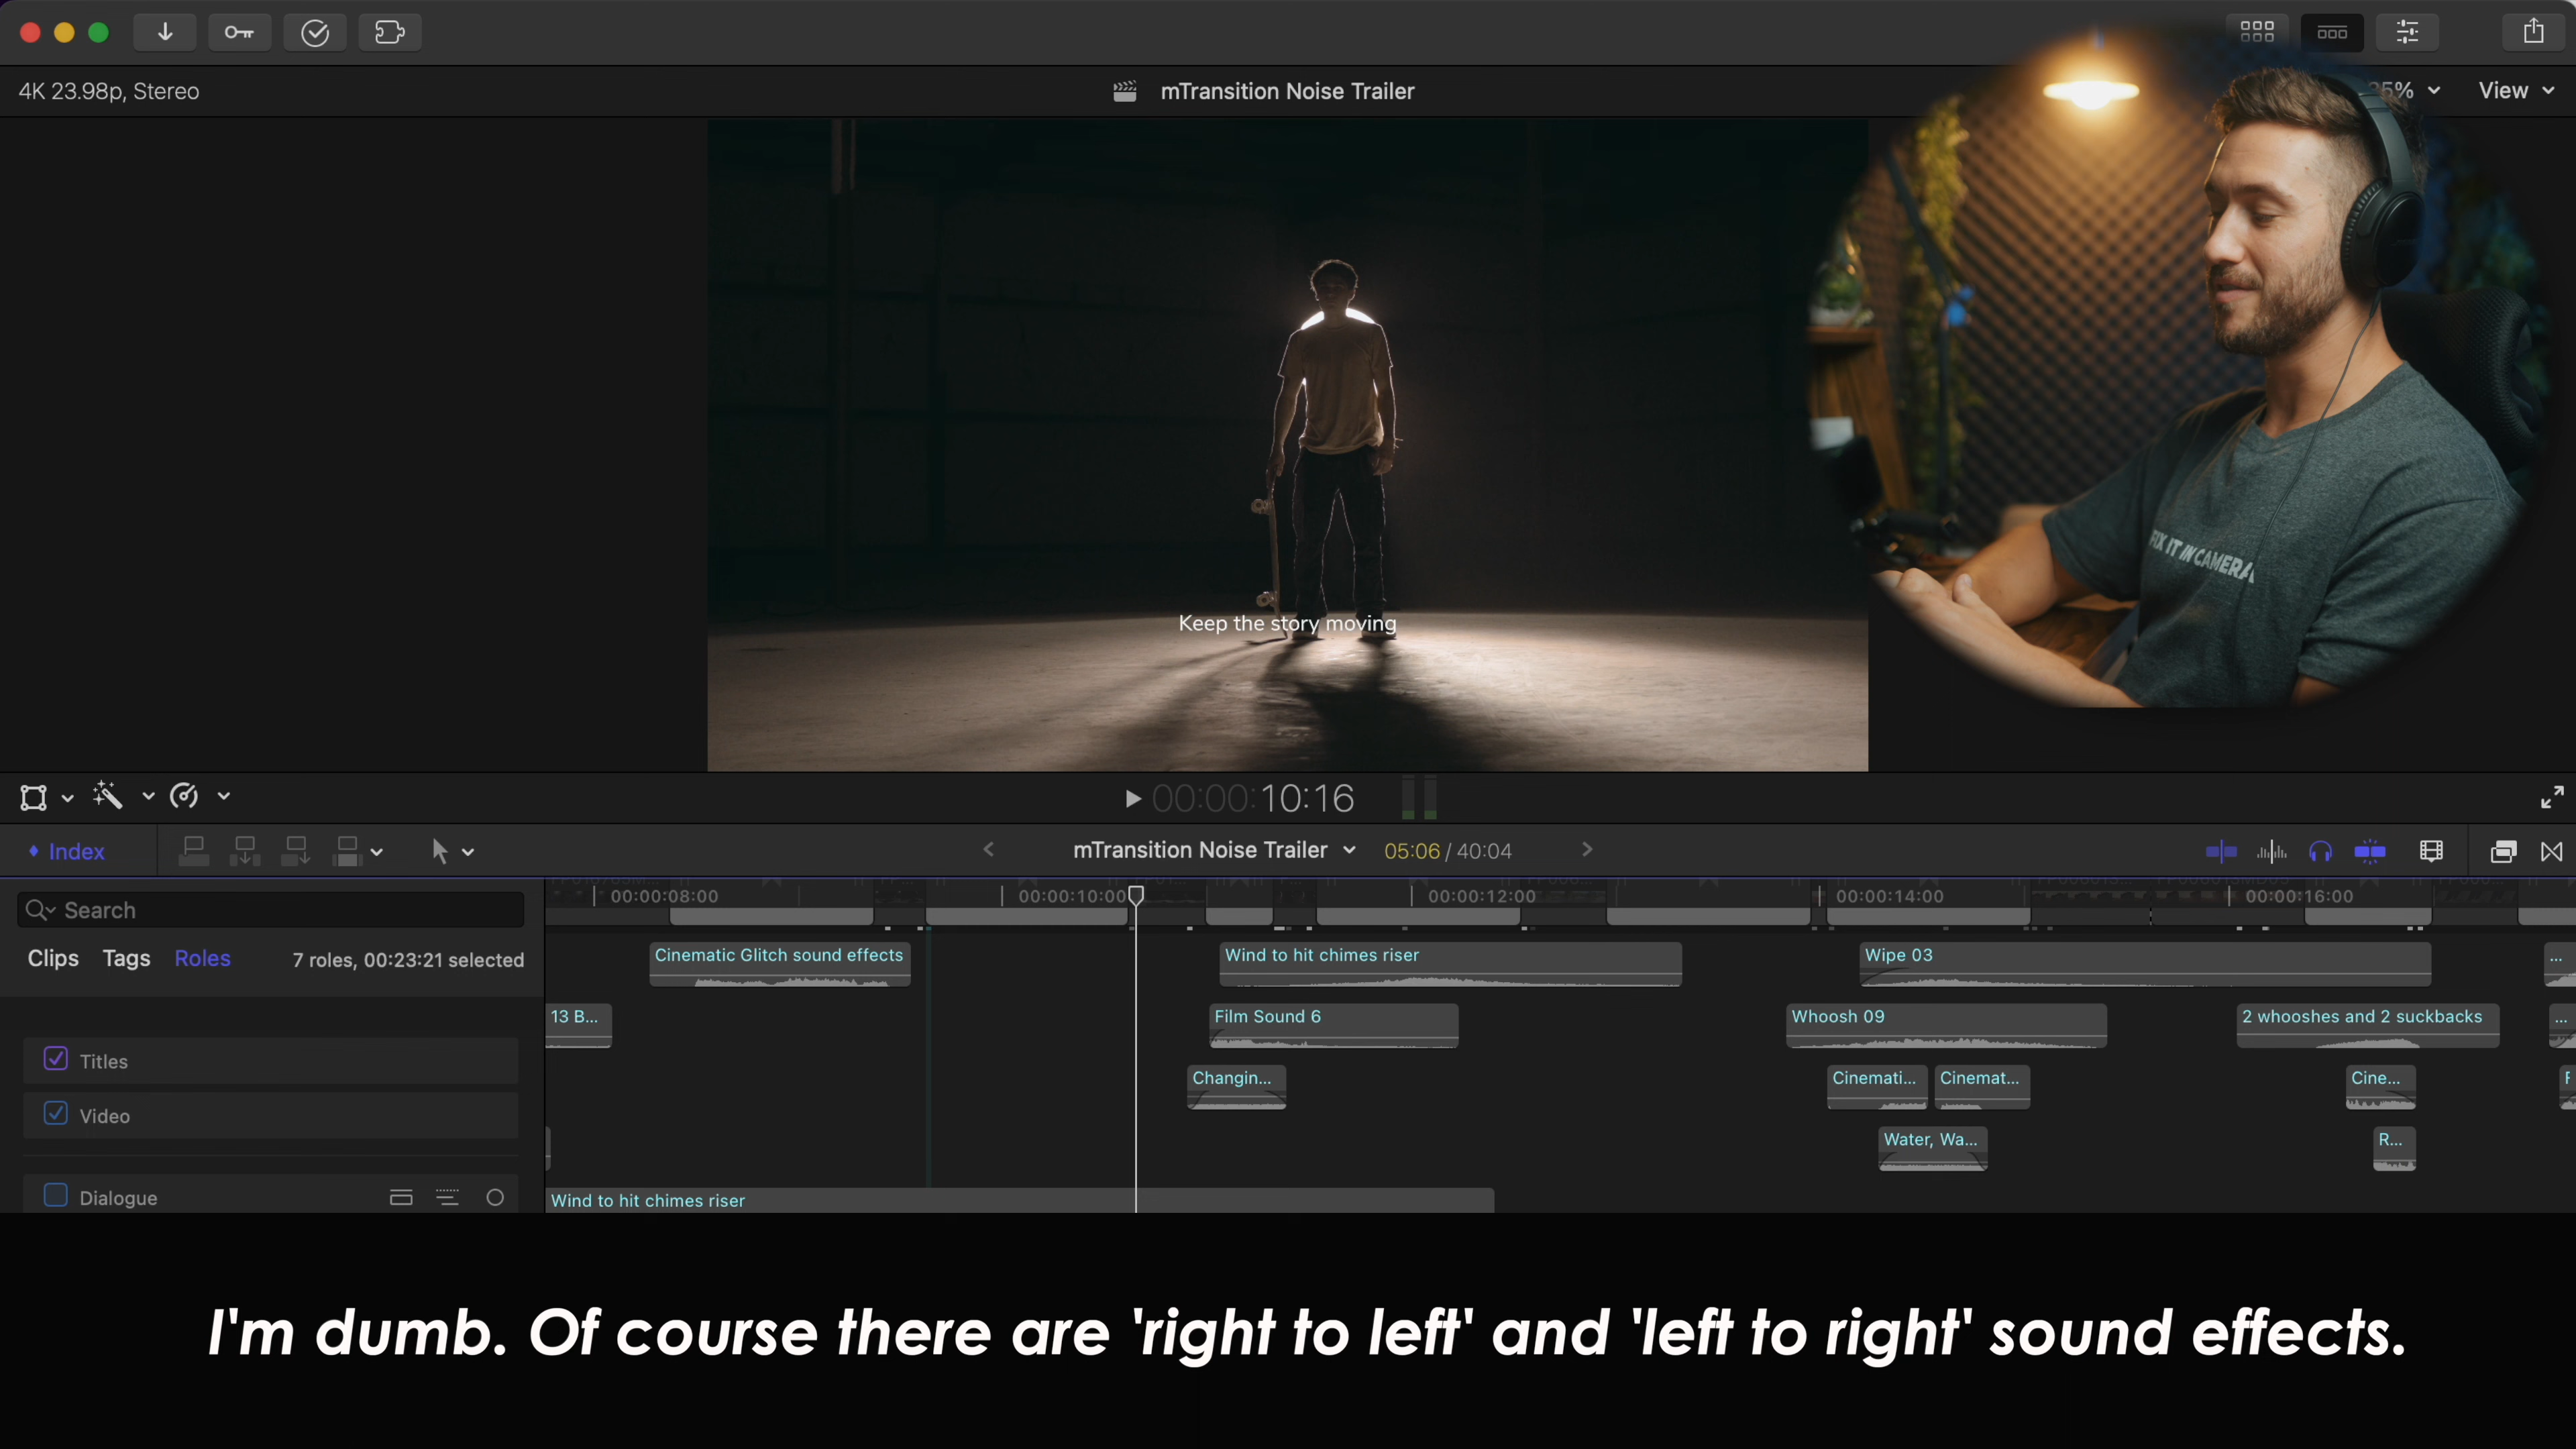 4K 23.98p, Stereo
mTransition Noise Trailer
View
FIX IT IN CAMERA
Keep the story moving
00:00:10:16
Index
mTransition Noise Trailer
05:06 / 40:04
Search
00:00:08:00
00:00:10:00
00:00:12:00
00:00:14:00
00:00:16:00
Clips Tags Roles
7 roles, 00:23:21 selected
Cinematic Glitch sound effects
Wind to hit chimes riser
Wipe 03
...
13 B...
Film Sound 6
Whoosh 09
2 whooshes and 2 suckbacks
...
Changin...
Cinemati...
Cinemat...
Cine...
Titles
Video
Water, Wa...
R...
Dialogue
Wind to hit chimes riser
I'm dumb. Of course there are 'right to left' and 'left to right' sound effects.